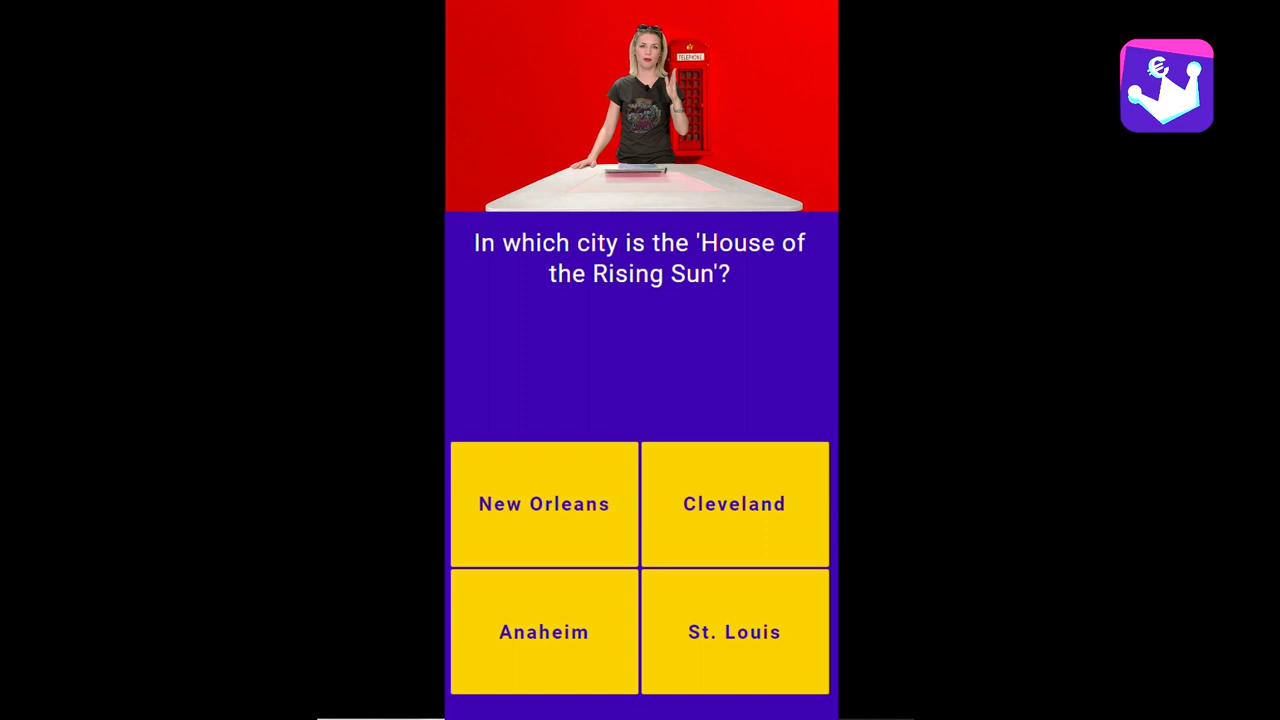 TELEPHONE
€
In which city is the 'House of
the Rising Sun'?
New Orleans
Cleveland
Anaheim
St. Louis